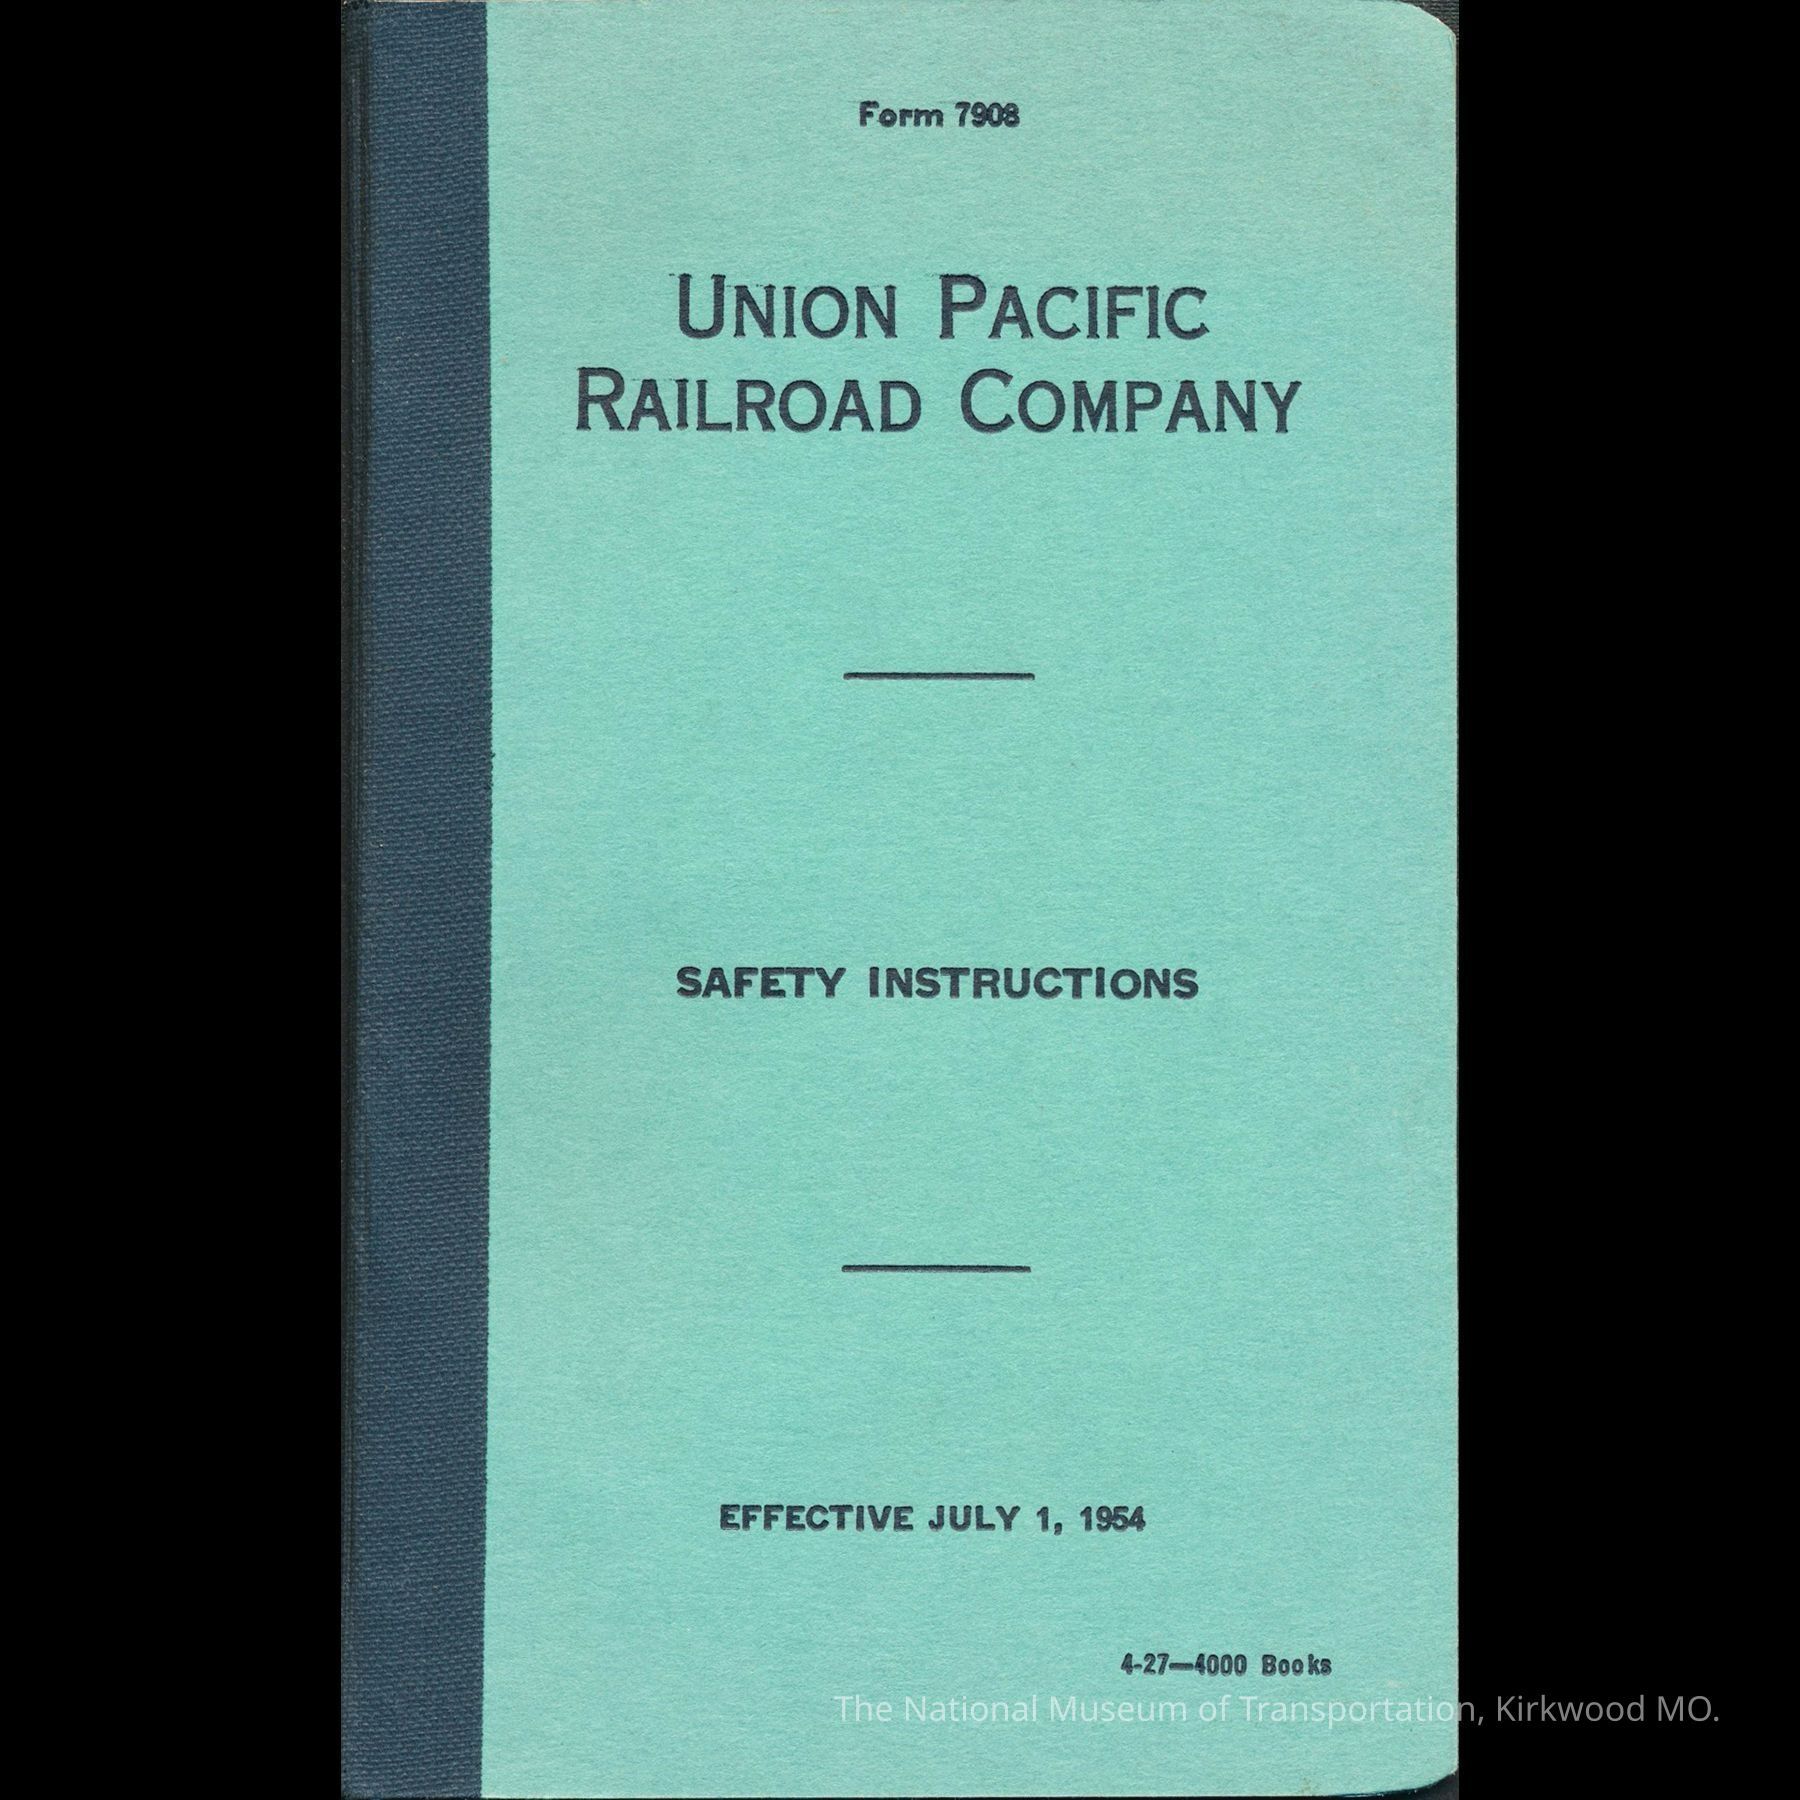 Form 7908
UNION PACIFIC
RAILROAD COMPANY
SAFETY INSTRUCTIONS
EFFECTIVE JULY 1, 1954
4-27—4000 Books
The National Museum of Transportation, Kirkwood MO.